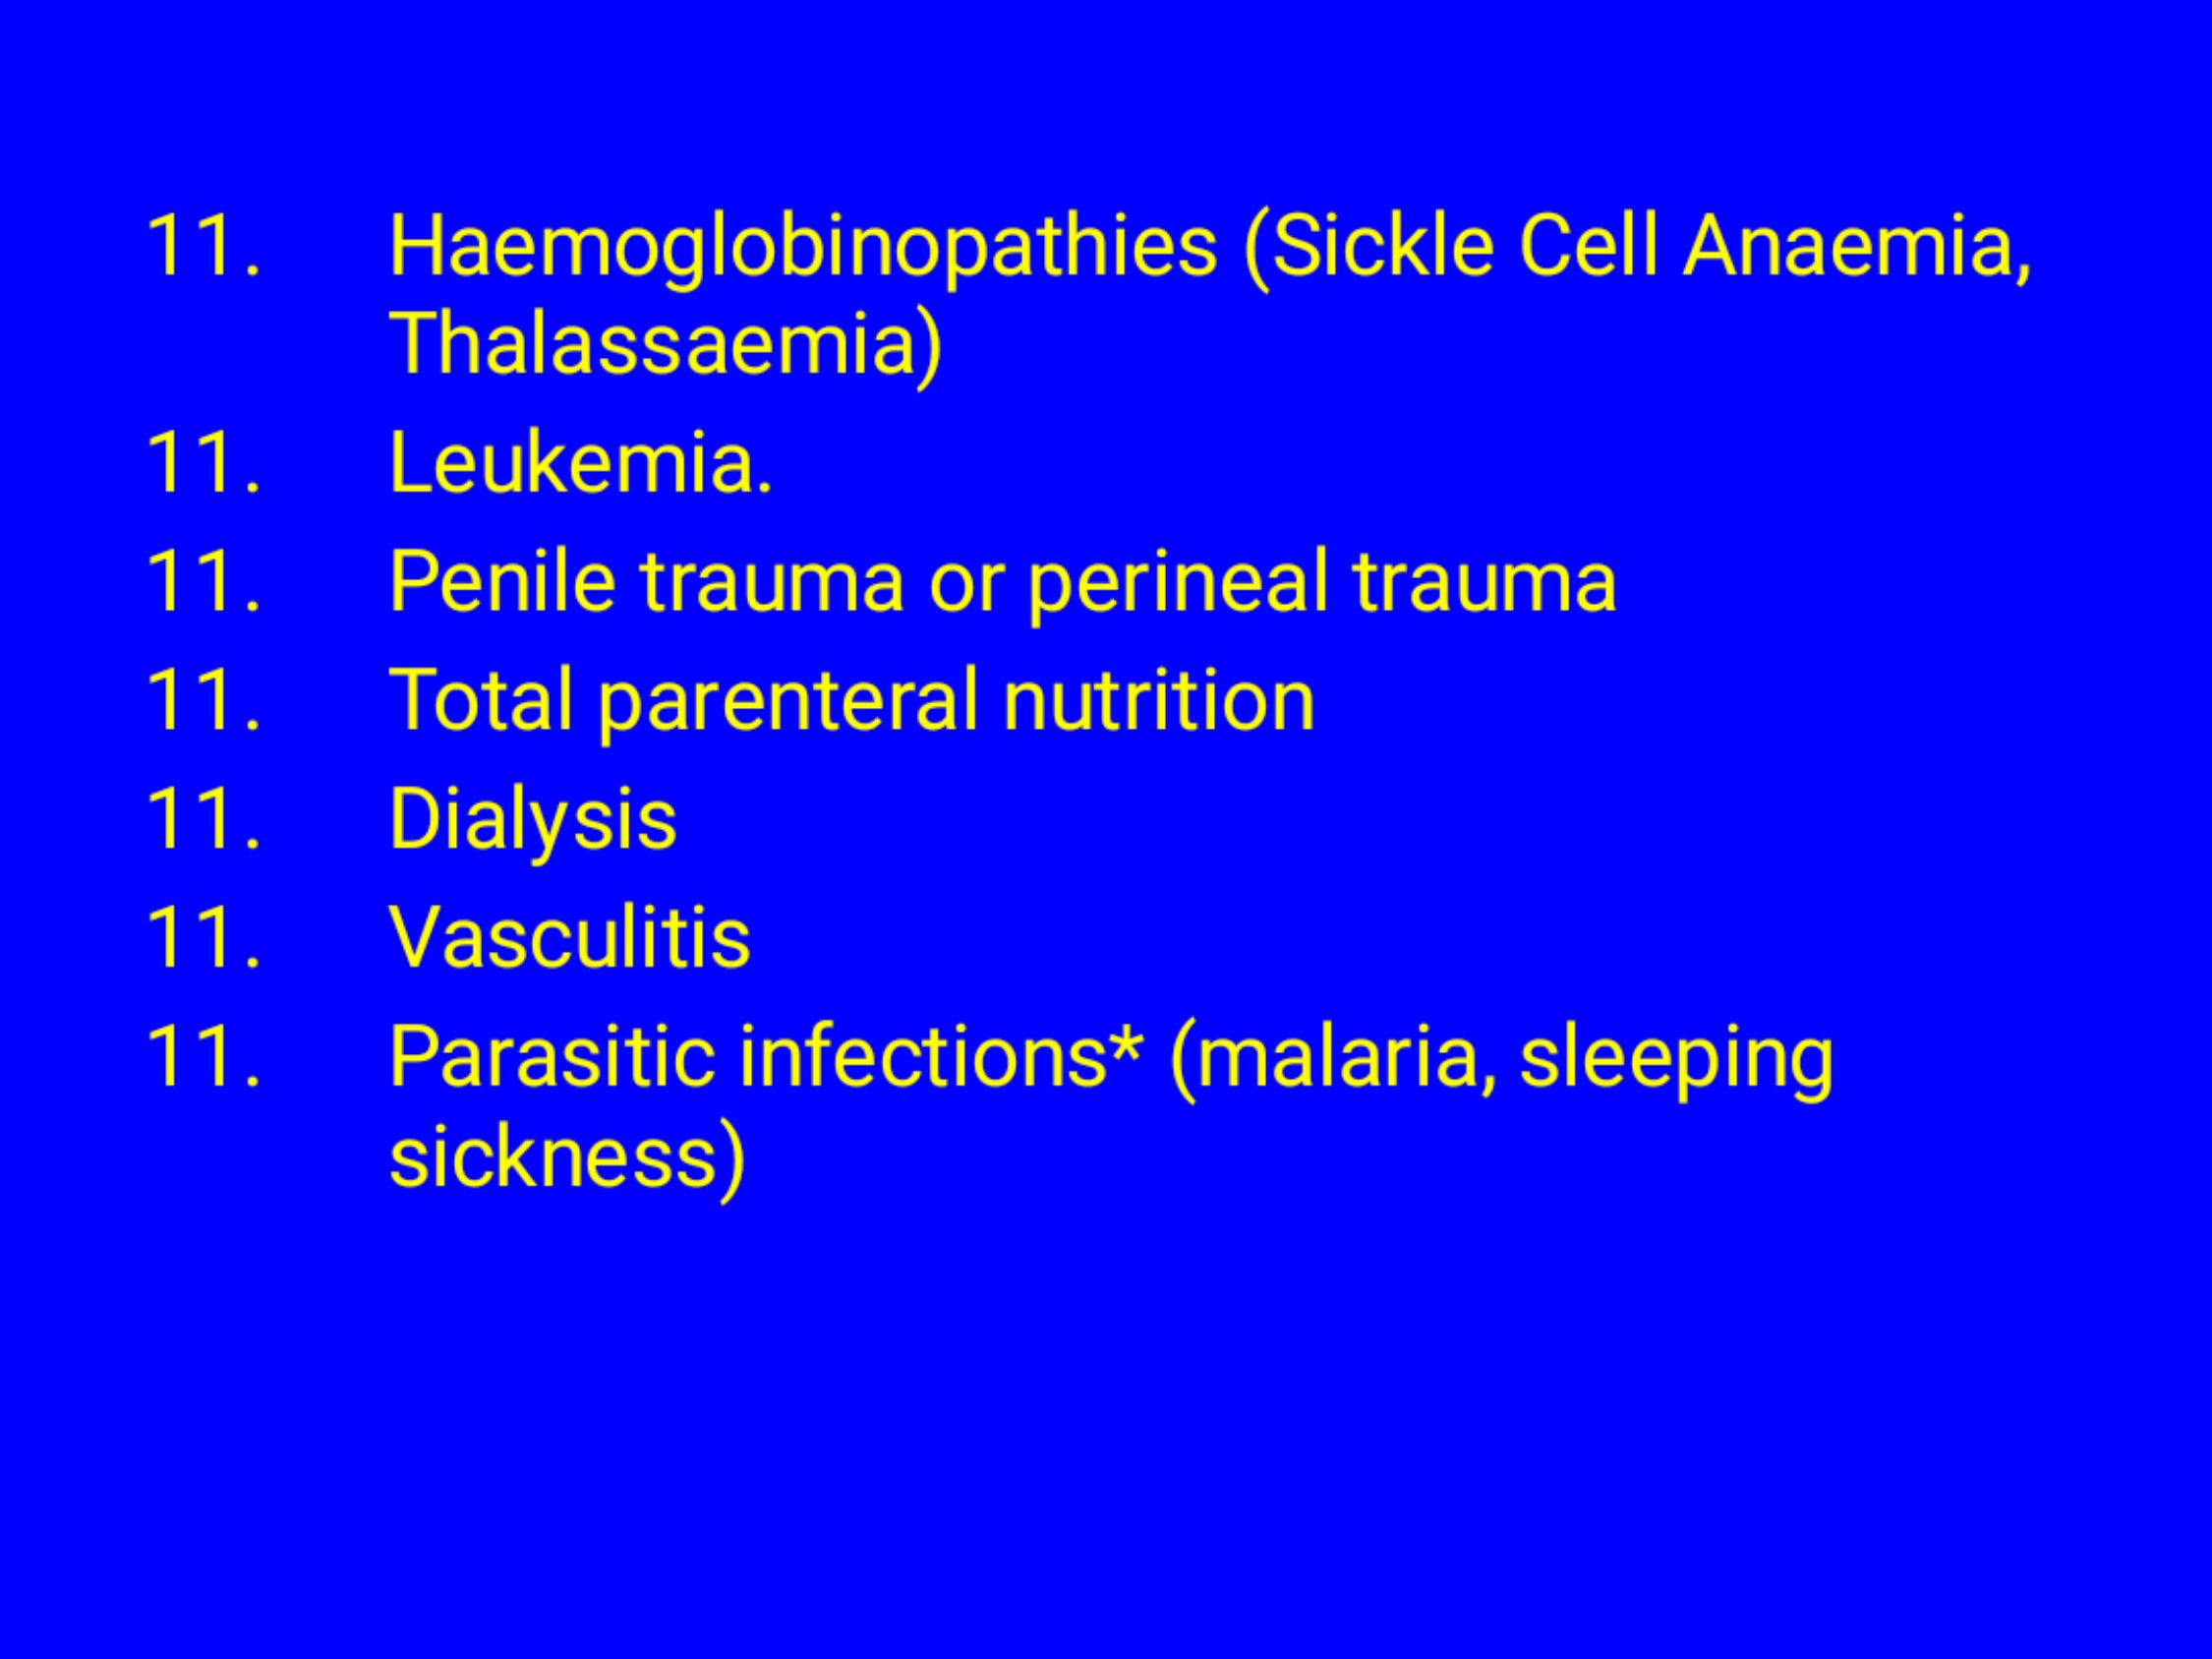 11. Haemoglobinopathies (Sickle Cell Anaemia,
Thalassaemia)
11. Leukemia.
11. Penile trauma or perineal trauma
11. Total parenteral nutrition
11. Dialysis
11. Vasculitis
11. Parasitic infections* (malaria, sleeping
sickness)